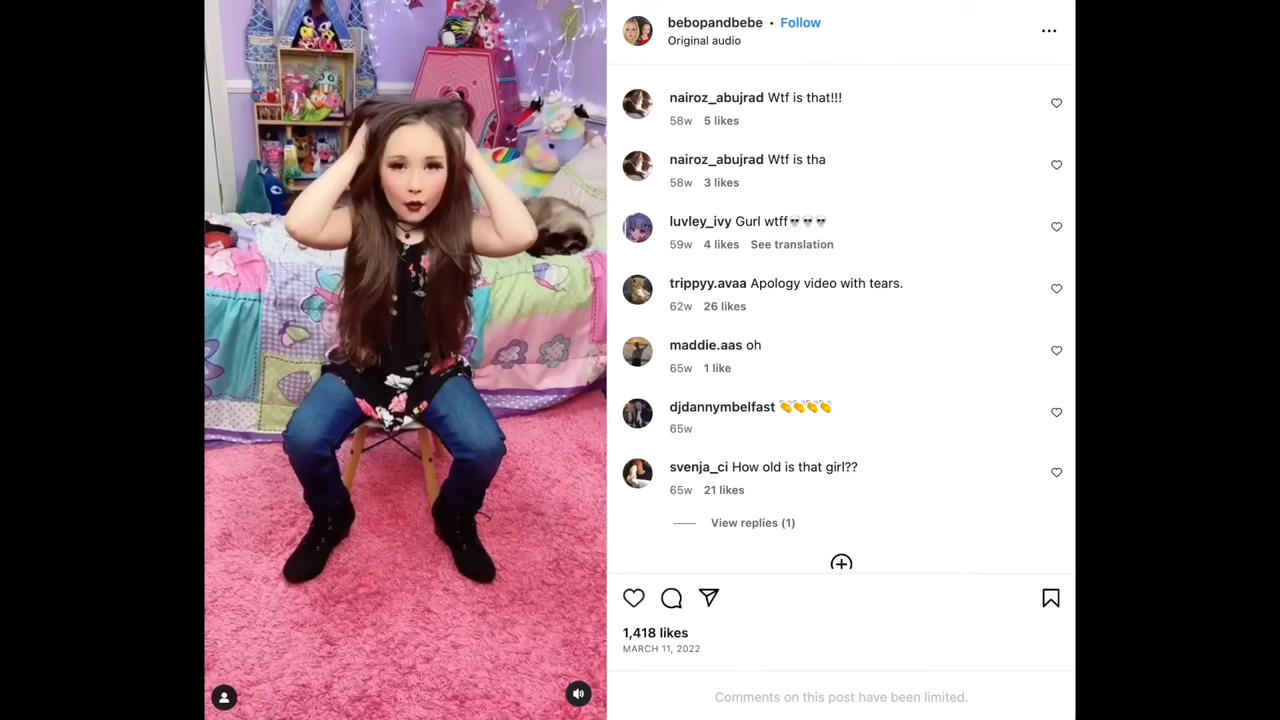 bebopandbebe • Follow
Original audio
nairoz_abujrad Wtf is that!!!
58w 5 likes
nairoz_abujrad Wtf is tha
58w 3 likes
luvley_ivy Gurl wtff💀💀💀
59w 4 likes See translation
trippyy.avaa Apology video with tears.
62w 26 likes
maddie.aas oh
65w 1 like
djdannymbelfast 👏👏👏👏
65w
svenja_ci How old is that girl??
65w 21 likes
View replies (1)
1,418 likes
MARCH 11, 2022
Comments on this post have been limited.